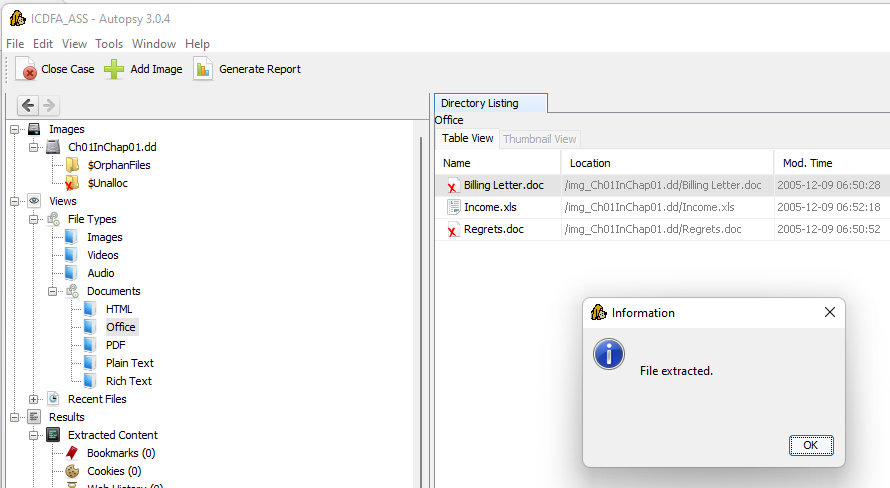 ICDFA_ASS - Autopsy 3.0.4
File Edit View Tools Window Help
Close Case Add Image Generate Report
Images
Ch01InChap01.dd
$OrphanFiles
$Unalloc
Views
File Types
Images
Videos
Audio
Documents
HTML
Office
PDF
Plain Text
Rich Text
Recent Files
Results
Extracted Content
Bookmarks (0)
Cookies (0)
Web History (0)
Directory Listing
Office
Table View Thumbnail View
Name Location Mod. Time
Billing Letter.doc /img_Ch01InChap01.dd/Billing Letter.doc 2005-12-09 06:50:28
Income.xls /img_Ch01InChap01.dd/Income.xls 2005-12-09 06:52:18
Regrets.doc /img_Ch01InChap01.dd/Regrets.doc 2005-12-09 06:50:52
Information
File extracted.
OK